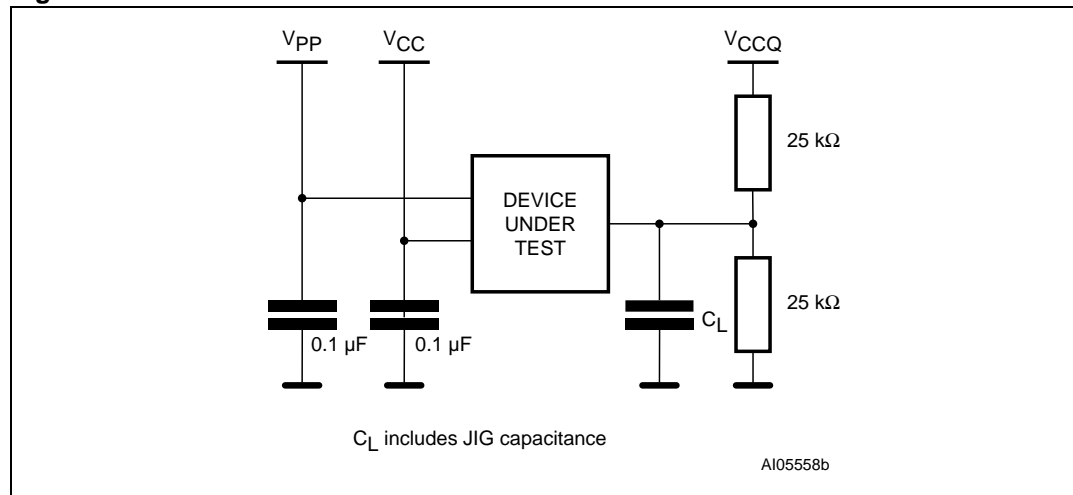 VPP VCC VCCQ
25 kΩ
DEVICE
UNDER
TEST
25 kΩ
CL
0.1 µF 0.1 µF
CL includes JIG capacitance
AI05558b